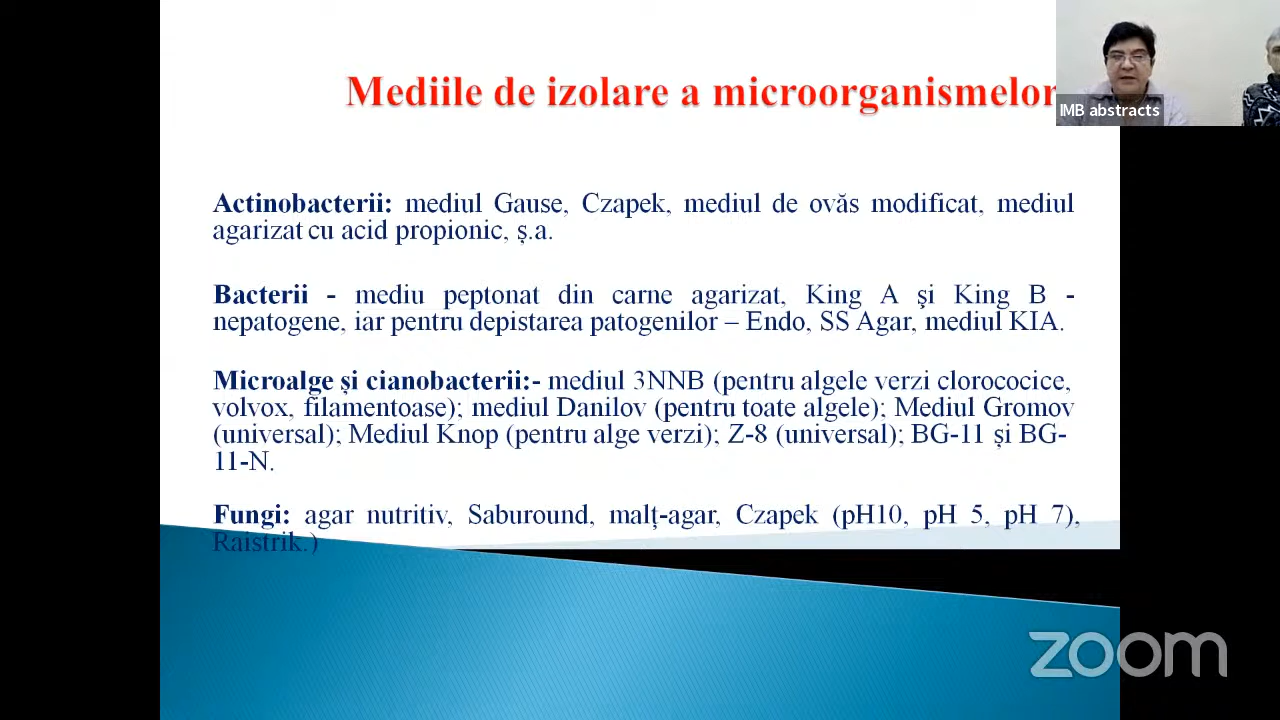 Mediile de izolare a microorganismelor
IMB abstracts
Actinobacterii: mediul Gause, Czapek, mediul de ovăs modificat, mediul
agarizat cu acid propionic, ș.a.
Bacterii - mediu peptonat din carne agarizat, King A şi King B -
nepatogene, iar pentru depistarea patogenilor – Endo, SS Agar, mediul KIA.
Microalge și cianobacterii:- mediul 3NNB (pentru algele verzi clorococice,
volvox, filamentoase); mediul Danilov (pentru toate algele); Mediul Gromov
(universal); Mediul Knop (pentru alge verzi); Z-8 (universal); BG-11 și BG-
11-N.
Fungi: agar nutritiv, Saburound, malț-agar, Czapek (pH10, pH 5, pH 7),
Raistrik.)
zoom